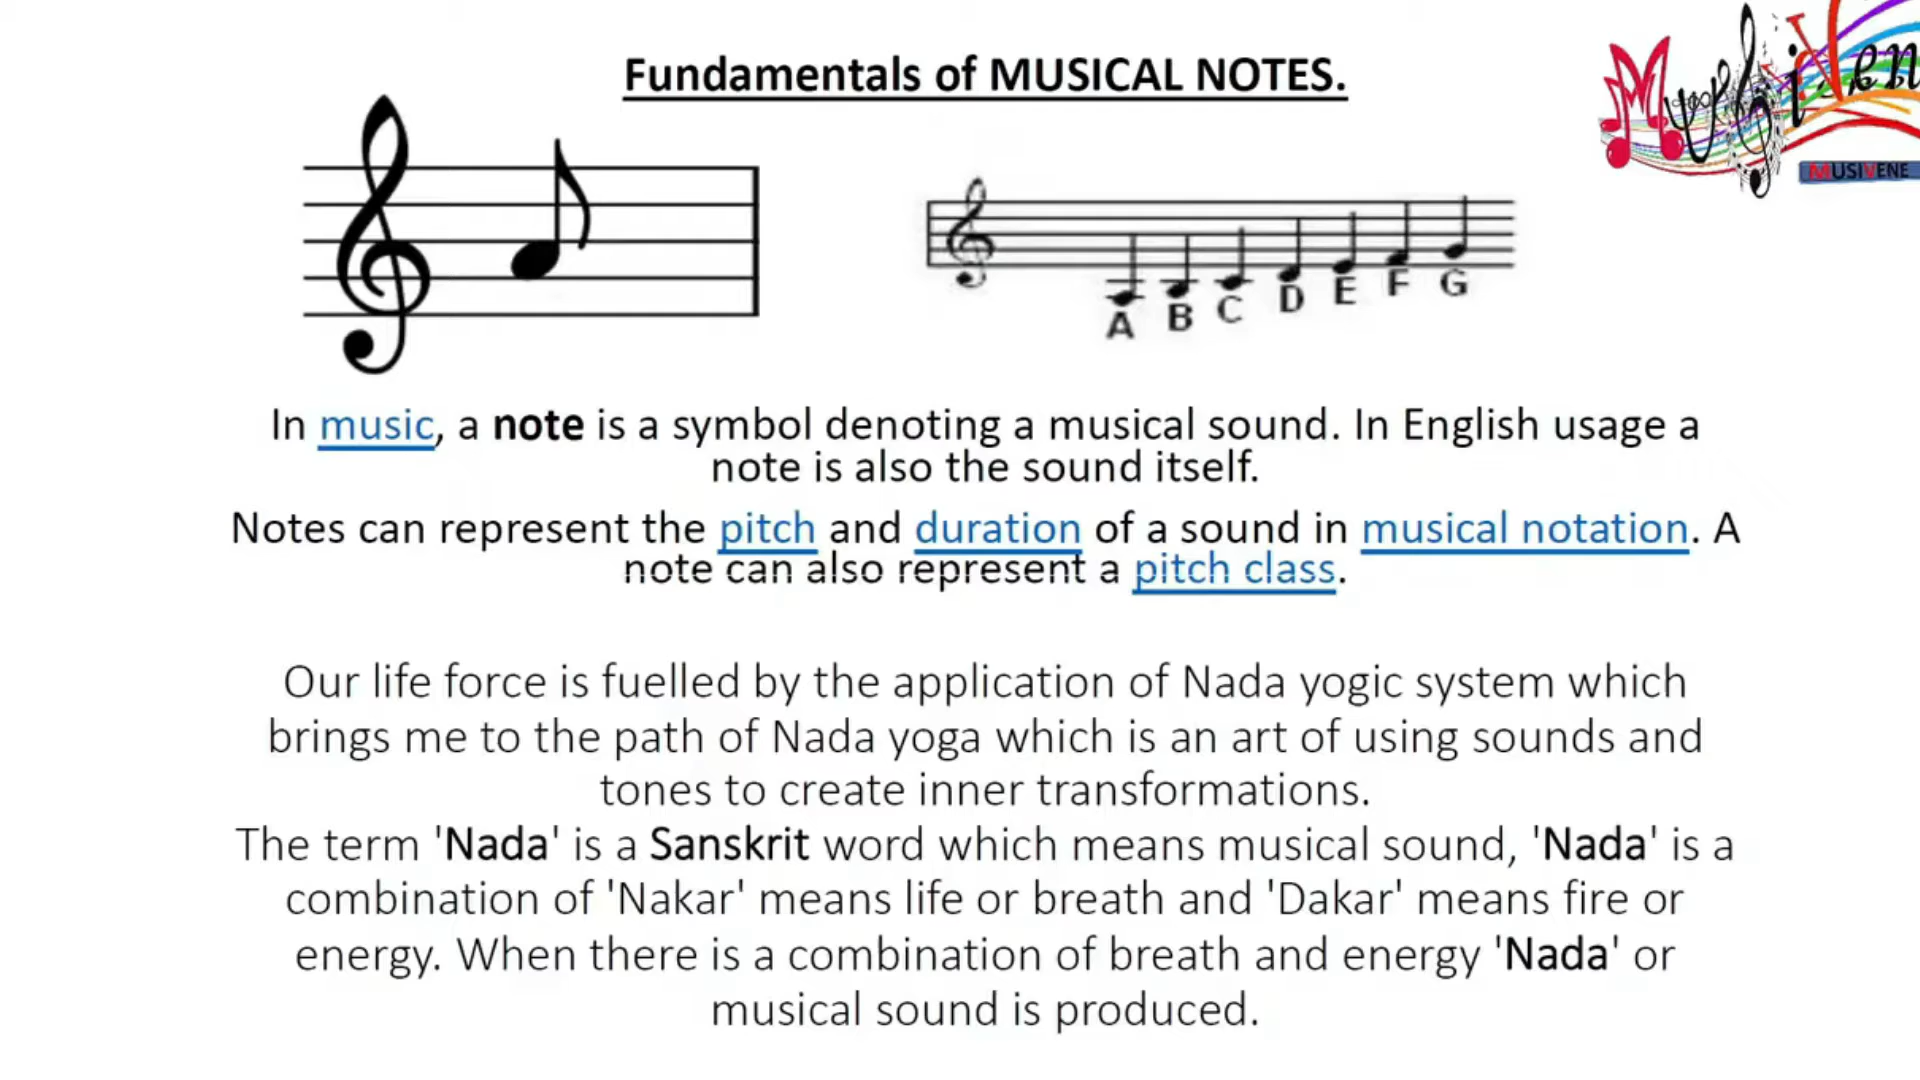 Fundamentals of MUSICAL NOTES.
MusiVen
MUSIVENE
A B C D E F G
In music, a note is a symbol denoting a musical sound. In English usage a
note is also the sound itself.
Notes can represent the pitch and duration of a sound in musical notation. A
note can also represent a pitch class.
Our life force is fuelled by the application of Nada yogic system which
brings me to the path of Nada yoga which is an art of using sounds and
tones to create inner transformations.
The term 'Nada' is a Sanskrit word which means musical sound, 'Nada' is a
combination of 'Nakar' means life or breath and 'Dakar' means fire or
energy. When there is a combination of breath and energy 'Nada' or
musical sound is produced.